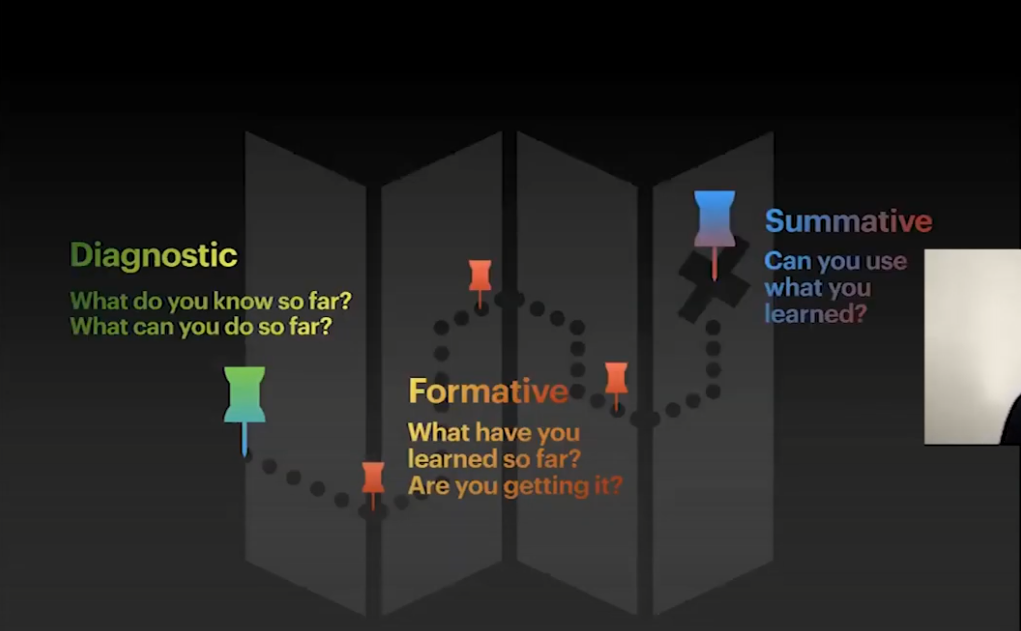 Diagnostic
What do you know so far?
What can you do so far?
Formative
What have you
learned so far?
Are you getting it?
Summative
Can you use
what you
learned?